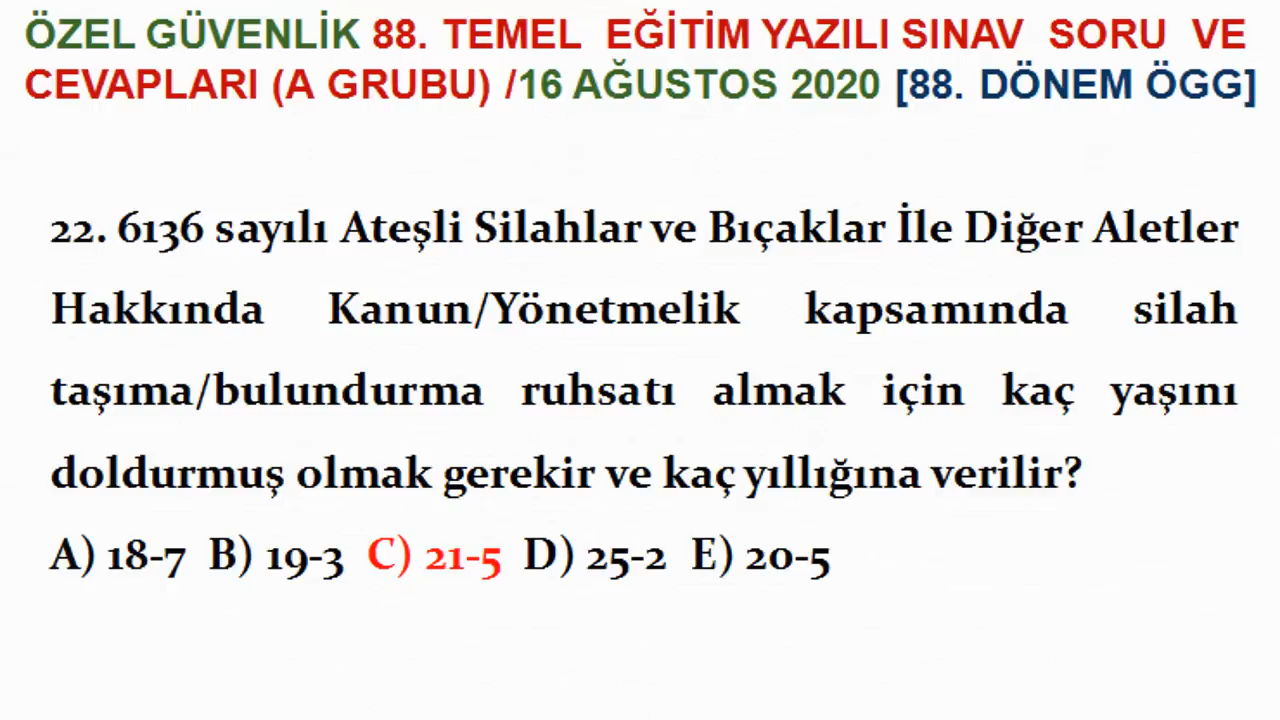 ÖZEL GÜVENLİK 88. TEMEL EĞİTİM YAZILI SINAV SORU VE
CEVAPLARI (A GRUBU) /16 AĞUSTOS 2020 [88. DÖNEM ÖGG]
22. 6136 sayılı Ateşli Silahlar ve Bıçaklar İle Diğer Aletler
Hakkında Kanun/Yönetmelik kapsamında silah
taşıma/bulundurma ruhsatı almak için kaç yaşını
doldurmuş olmak gerekir ve kaç yıllığına verilir?
A) 18-7 B) 19-3 C) 21-5 D) 25-2 E) 20-5